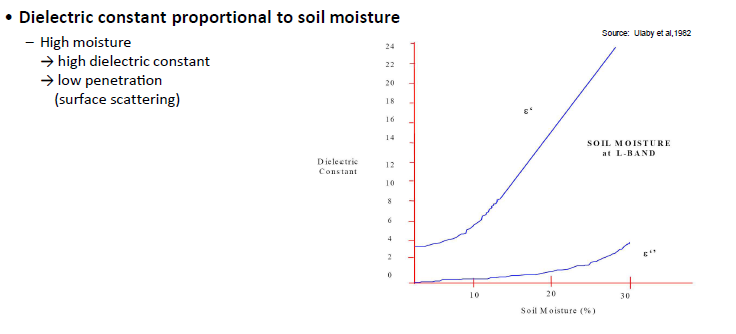 • Dielectric constant proportional to soil moisture
– High moisture
→ high dielectric constant
→ low penetration
(surface scattering)
Source: Ulaby et al,1982
24
22
20
18
16
14
12
10
8
6
4
2
0
Dielectric
Constant
ε‘
SOIL MOISTURE
at L-BAND
ε‘’
10
20
30
Soil Moisture (%)